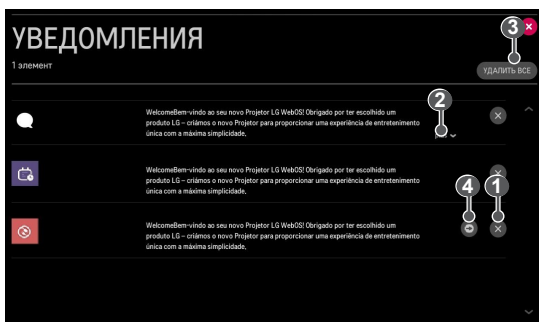 УВЕДОМЛЕНИЯ
3
1 элемент
УДАЛИТЬ ВСЕ
2
WelcomeBem-vindo ao seu novo Projetor LG WebOS! Obrigado por ter escolhido um
produto LG – criámos o novo Projetor para proporcionar uma experiência de entretenimento
única com a máxima simplicidade,
WelcomeBem-vindo ao seu novo Projetor LG WebOS! Obrigado por ter escolhido um
produto LG – criámos o novo Projetor para proporcionar uma experiência de entretenimento
única com a máxima simplicidade,
4 1
WelcomeBem-vindo ao seu novo Projetor LG WebOS! Obrigado por ter escolhido um
produto LG – criámos o novo Projetor para proporcionar uma experiência de entretenimento
única com a máxima simplicidade,